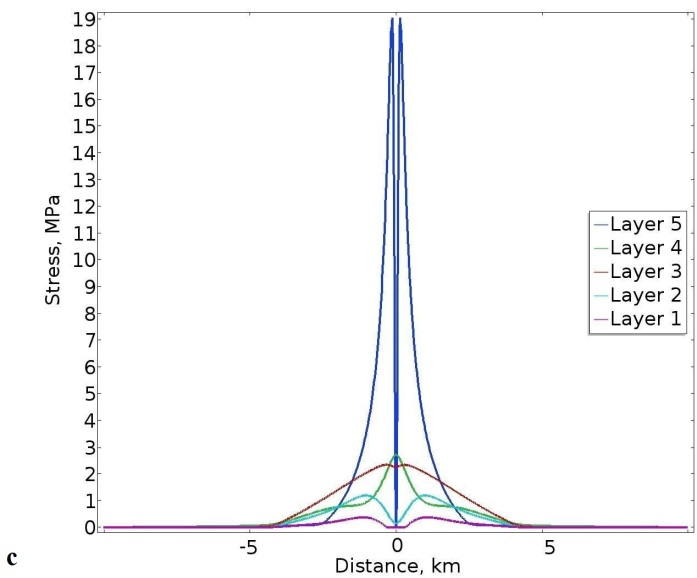 19
18
17
16
15
14
13
12
11
10
9
8
7
6
5
4
3
2
1
0
Stress, MPa
Layer 5
Layer 4
Layer 3
Layer 2
Layer 1
-5
0
5
Distance, km
c